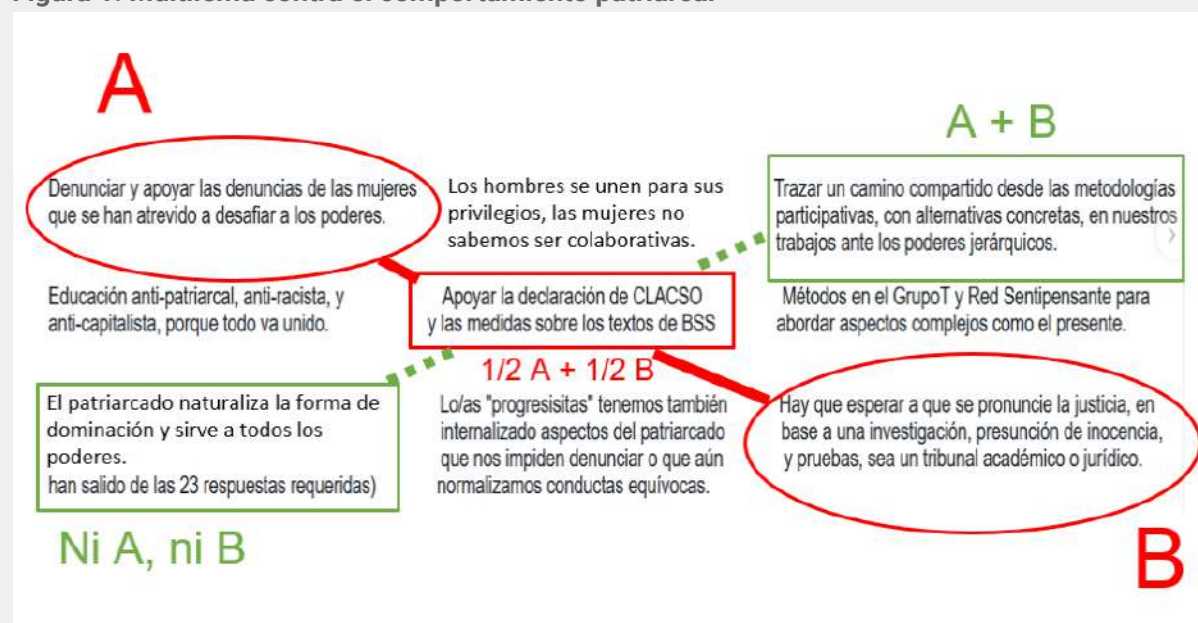 Figura 1. Multilema contra el comportamiento patriarcal
A
A + B
Denunciar y apoyar las denuncias de las mujeres
que se han atrevido a desafiar a los poderes.
Los hombres se unen para sus
privilegios, las mujeres no
sabemos ser colaborativas.
Trazar un camino compartido desde las metodologías
participativas, con alternativas concretas, en nuestros
trabajos ante los poderes jerárquicos.
Educación anti-patriarcal, anti-racista, y
anti-capitalista, porque todo va unido.
Apoyar la declaración de CLACSO
y las medidas sobre los textos de BSS
Métodos en el GrupoT y Red Sentipensante para
abordar aspectos complejos como el presente.
1/2 A + 1/2 B
El patriarcado naturaliza la forma de
dominación y sirve a todos los
poderes.
han salido de las 23 respuestas requeridas)
Lo/as "progresisitas" tenemos también
internalizado aspectos del patriarcado
que nos impiden denunciar o que aún
normalizamos conductas equívocas.
Hay que esperar a que se pronuncie la justicia, en
base a una investigación, presunción de inocencia,
y pruebas, sea un tribunal académico o jurídico.
Ni A, ni B
B